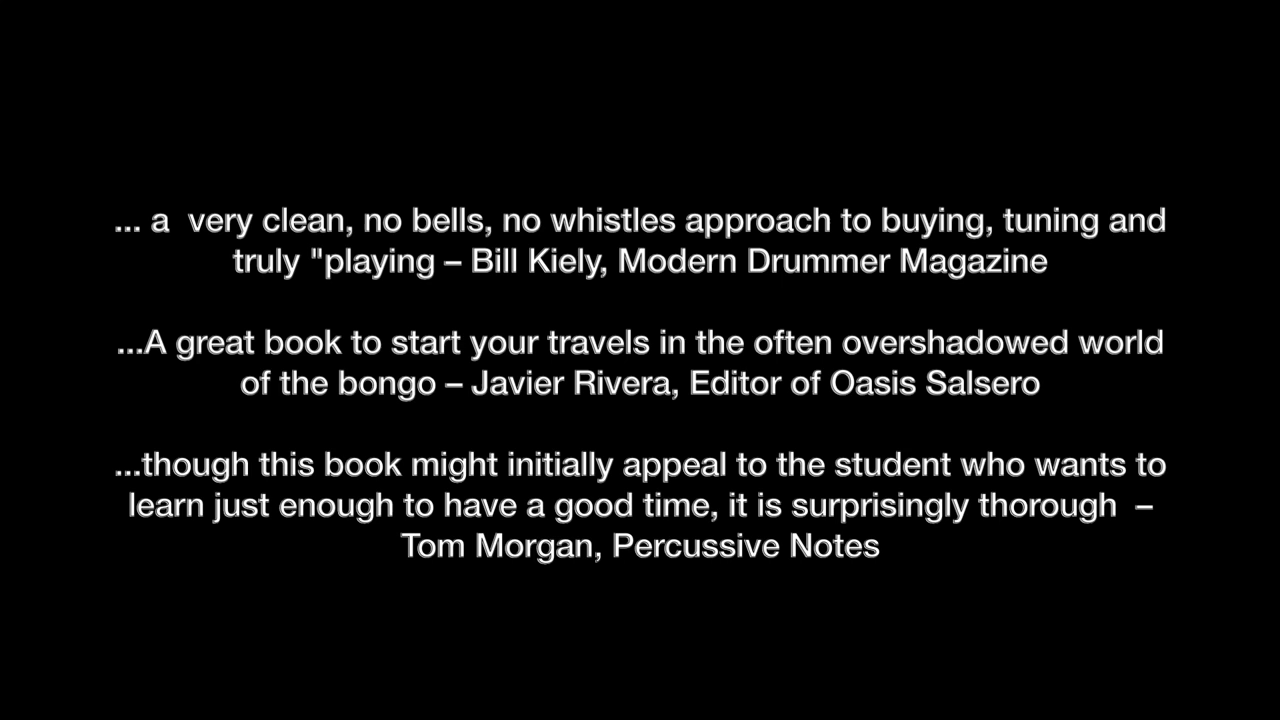 ... a  very clean, no bells, no whistles approach to buying, tuning and
truly "playing – Bill Kiely, Modern Drummer Magazine
...A great book to start your travels in the often overshadowed world
of the bongo – Javier Rivera, Editor of Oasis Salsero
...though this book might initially appeal to the student who wants to
learn just enough to have a good time, it is surprisingly thorough  –
Tom Morgan, Percussive Notes